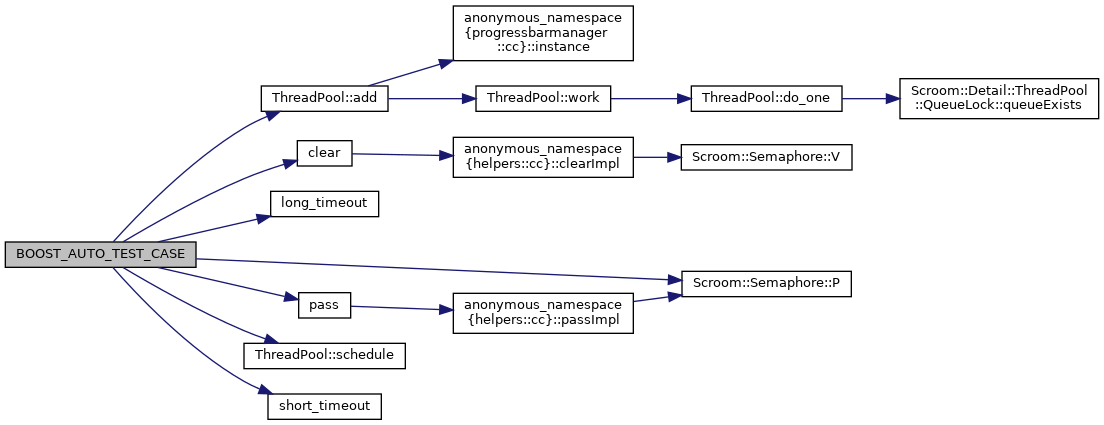 anonymous_namespace
{progressbarmanager
::cc}::instance
ThreadPool::add
ThreadPool::work
ThreadPool::do_one
Scroom::Detail::ThreadPool
::QueueLock::queueExists
clear
anonymous_namespace
{helpers::cc}::clearImpl
Scroom::Semaphore::V
long_timeout
BOOST_AUTO_TEST_CASE
Scroom::Semaphore::P
pass
anonymous_namespace
{helpers::cc}::passImpl
ThreadPool::schedule
short_timeout